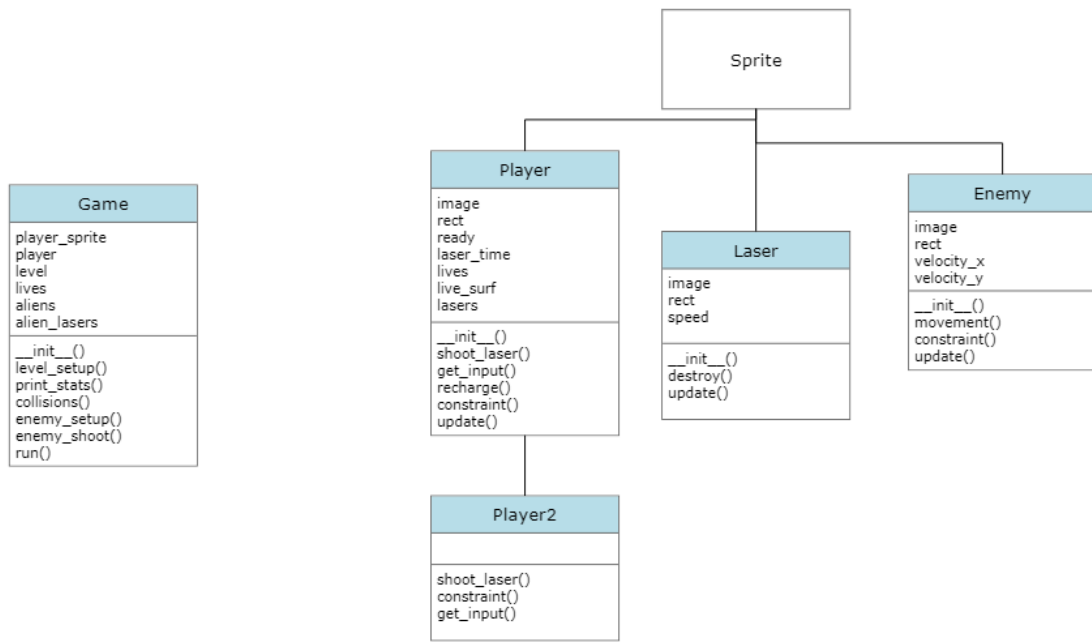 Sprite
Game
player_sprite
player
level
lives
aliens
alien_lasers
__init__()
level_setup()
print_stats()
collisions()
enemy_setup()
enemy_shoot()
run()
Player
image
rect
ready
laser_time
lives
live_surf
lasers
__init__()
shoot_laser()
get_input()
recharge()
constraint()
update()
Player2
shoot_laser()
constraint()
get_input()
Laser
image
rect
speed
__init__()
destroy()
update()
Enemy
image
rect
velocity_x
velocity_y
__init__()
movement()
constraint()
update()